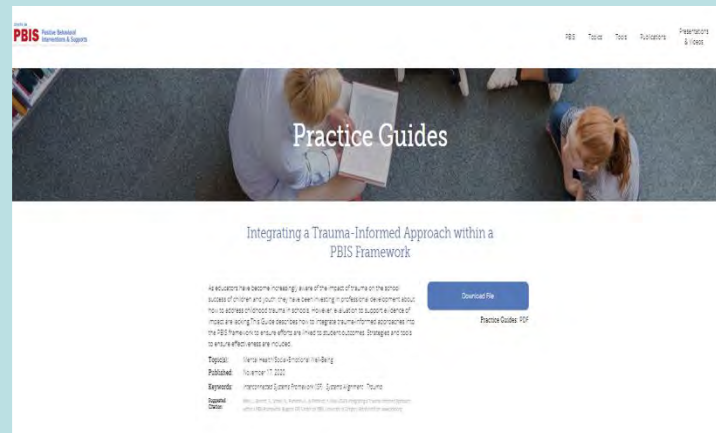 PBIS Positive Behavioral
Interventions & Supports
PBIS Topics Tools Publications Presentations
& Videos
Practice Guides
Integrating a Trauma-Informed Approach within a
PBIS Framework
As educators have become increasingly aware of the impact of trauma on the school
success of children and youth, they have been investing in professional development about
how to address childhood trauma in schools. However, evaluation to support evidence of
impact are lacking. This Guide describes how to integrate trauma-informed approaches into
the PBIS framework to ensure efforts are linked to student outcomes. Strategies and tools
to ensure effectiveness are included.
Download File
Practice Guides: PDF
Topic(s): Mental Health/Social-Emotional Well-Being
Published: November 17, 2020
Keywords: Interconnected Systems Framework (ISF) Systems Alignment Trauma
Suggested
Citation: